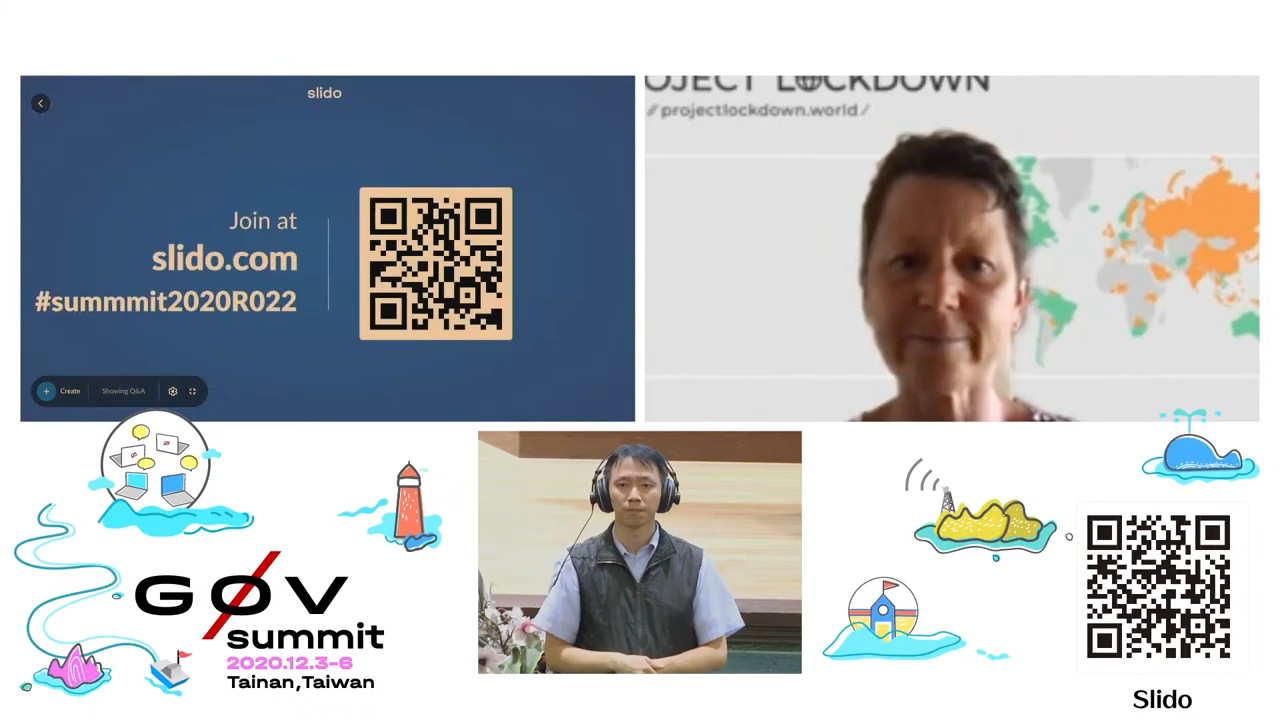 slido
Join at
slido.com
#summmit2020R022
Create
Showing Q&A
OJECT LOCKDOWN
//projectlockdown.world/
GØV
summit
2020.12.3-6
Tainan,Taiwan
Slido